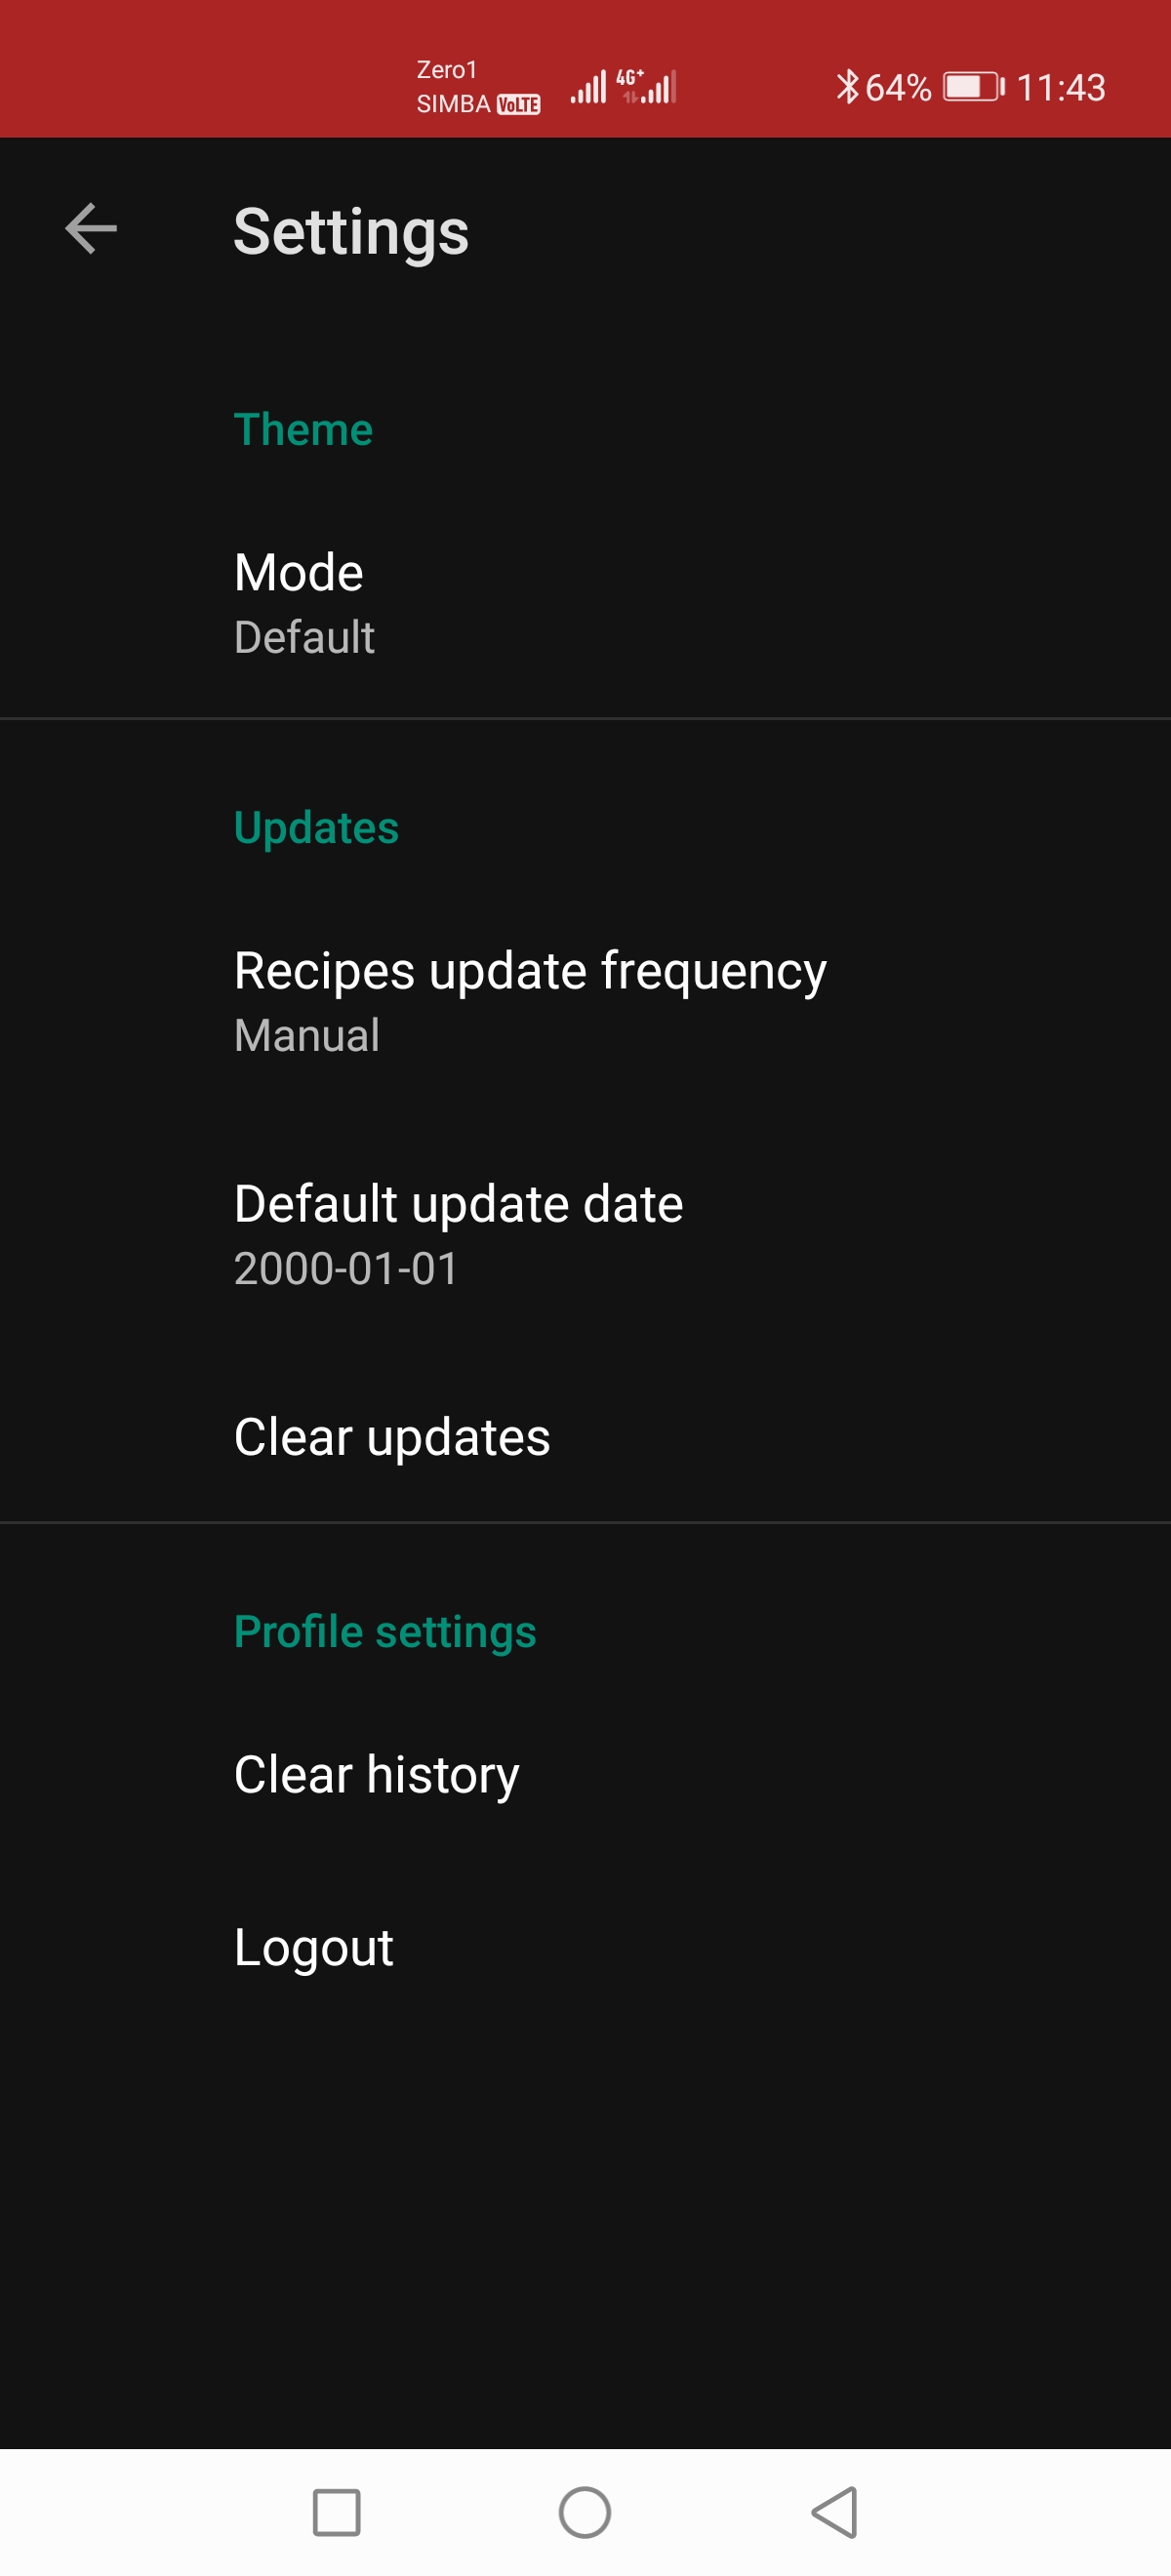 Zero1
SIMBA VoLTE 4G+ 64% 11:43
Settings
Theme
Mode
Default
Updates
Recipes update frequency
Manual
Default update date
2000-01-01
Clear updates
Profile settings
Clear history
Logout